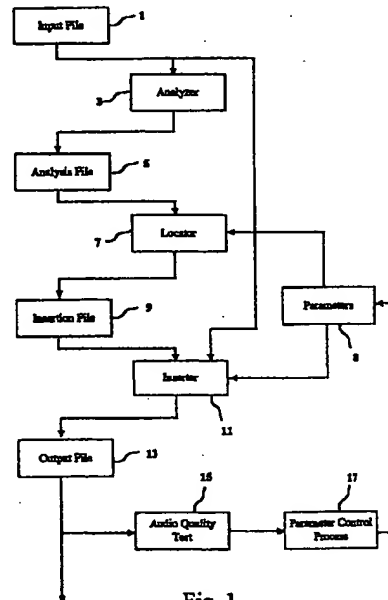 Input File
1
Analyzer
3
Analysis File
5
Locator
7
Parameters
8
Insertion File
9
Inserter
11
Output File
13
15
Audio Quality
Test
17
Parameter Control
Process
Fig. 1